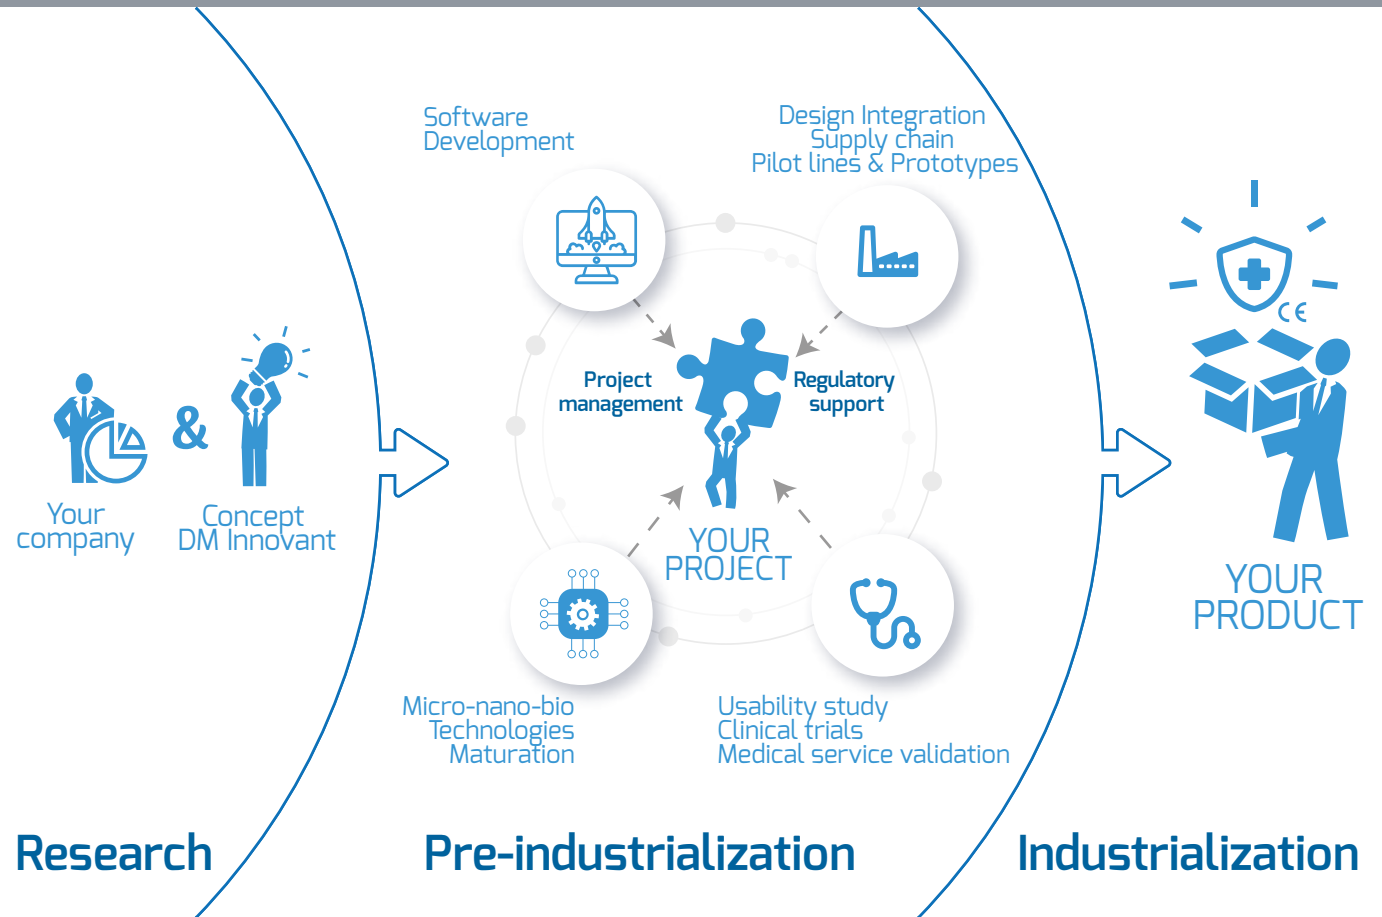 Software
Development
Design Integration
Supply chain
Pilot lines & Prototypes
Project
management
Regulatory
support
&
Your
company
Concept
DM Innovant
YOUR
PROJECT
CE
YOUR
PRODUCT
Micro-nano-bio
Technologies
Maturation
Usability study
Clinical trials
Medical service validation
Research
Pre-industrialization
Industrialization